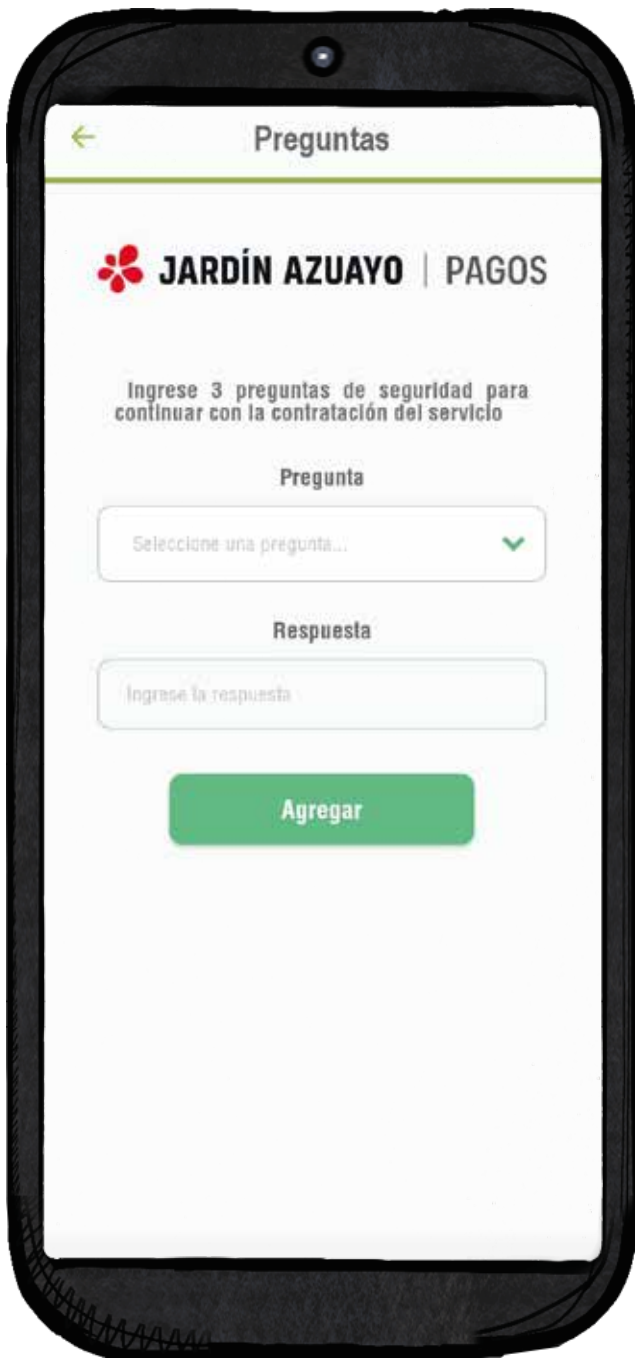 Preguntas
JARDÍN AZUAYO | PAGOS
Ingrese 3 preguntas de seguridad para
continuar con la contratación del servicio
Pregunta
Seleccione una pregunta...
Respuesta
Ingrese la respuesta
Agregar